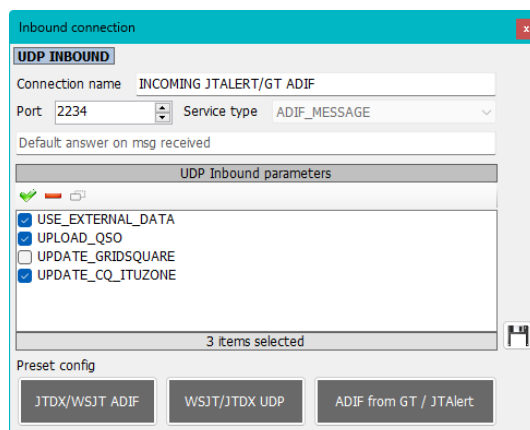 Inbound connection
x
UDP INBOUND
Connection name INCOMING JTALERT/GT ADIF
Port 2234 Service type ADIF_MESSAGE
Default answer on msg received
UDP Inbound parameters
USE_EXTERNAL_DATA
UPLOAD_QSO
UPDATE_GRIDSQUARE
UPDATE_CQ_ITUZONE
3 items selected
Preset config
JTDX/WSJT ADIF WSJT/JTDX UDP ADIF from GT / JTAlert